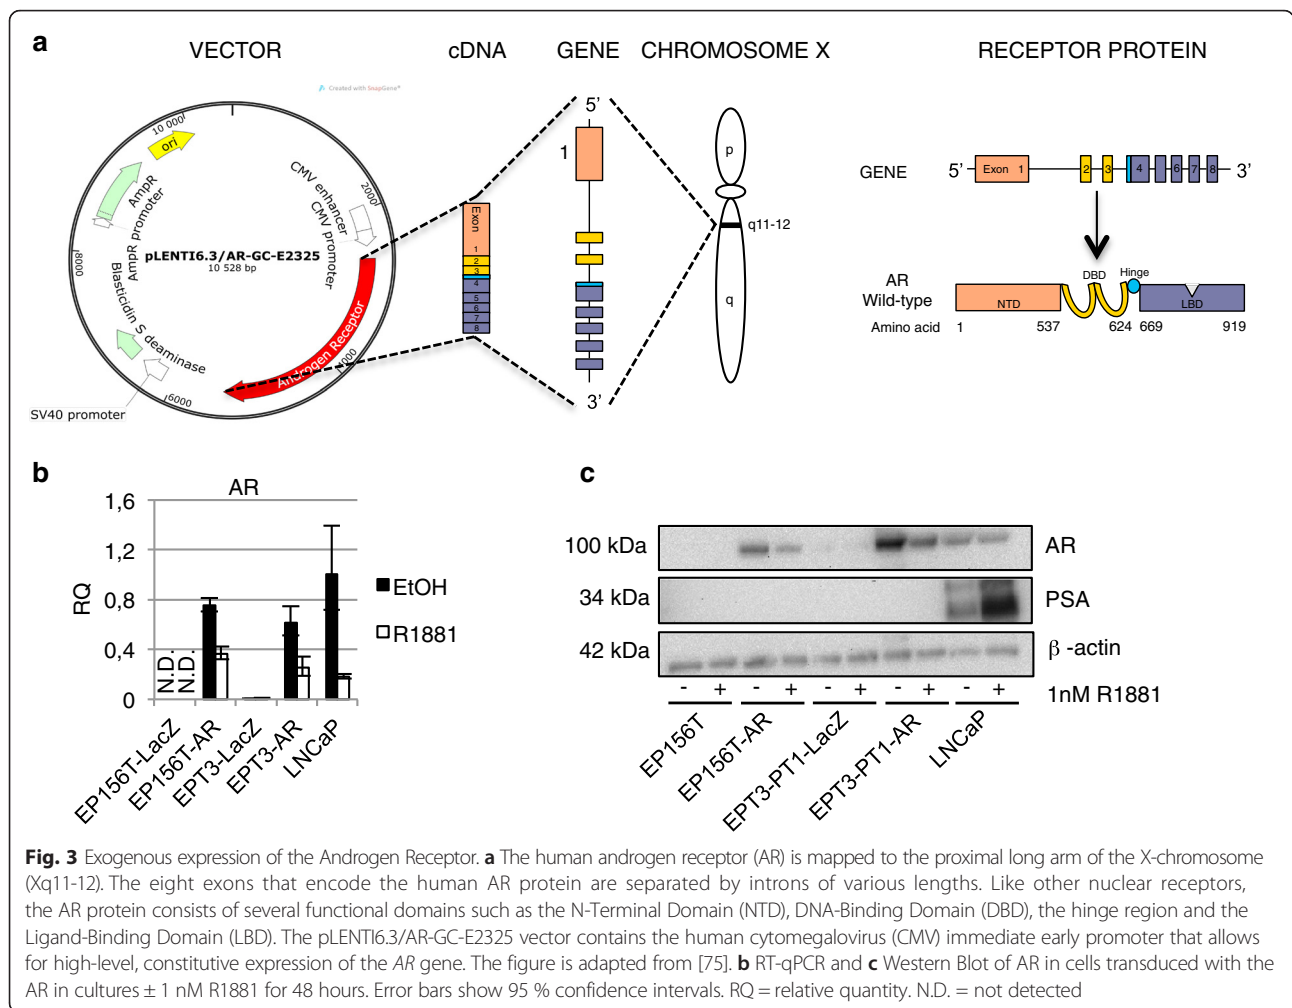 a
VECTOR
cDNA
GENE
CHROMOSOME X
RECEPTOR PROTEIN
Created with SnapGene®
10 000
ori
AmpR
AmpR promoter
CMV enhancer
CMV promoter
2000
pLENTI6.3/AR-GC-E2325
10 528 bp
8000
Blasticidin S deaminase
Androgen Receptor
4000
6000
SV40 promoter
Exon
1
2
3
4
5
6
7
8
5’
1
3’
p
q11-12
q
GENE
5’ Exon 1 2 3 4 6 7 8 3’
AR
Wild-type
NTD
DBD
Hinge
LBD
Amino acid 1 537 624 669 919
b
AR
1,6
1,2
0,8
0,4
0
RQ
N.D.
N.D.
EtOH
R1881
EP156T-LacZ
EP156T-AR
EPT3-LacZ
EPT3-AR
LNCaP
c
100 kDa AR
34 kDa PSA
42 kDa β -actin
- + - + - + - + - + 1nM R1881
EP156T
EP156T-AR
EPT3-PT1-LacZ
EPT3-PT1-AR
LNCaP
Fig. 3 Exogenous expression of the Androgen Receptor. a The human androgen receptor (AR) is mapped to the proximal long arm of the X-chromosome
(Xq11-12). The eight exons that encode the human AR protein are separated by introns of various lengths. Like other nuclear receptors,
the AR protein consists of several functional domains such as the N-Terminal Domain (NTD), DNA-Binding Domain (DBD), the hinge region and the
Ligand-Binding Domain (LBD). The pLENTI6.3/AR-GC-E2325 vector contains the human cytomegalovirus (CMV) immediate early promoter that allows
for high-level, constitutive expression of the AR gene. The figure is adapted from [75]. b RT-qPCR and c Western Blot of AR in cells transduced with the
AR in cultures ± 1 nM R1881 for 48 hours. Error bars show 95 % confidence intervals. RQ = relative quantity. N.D. = not detected